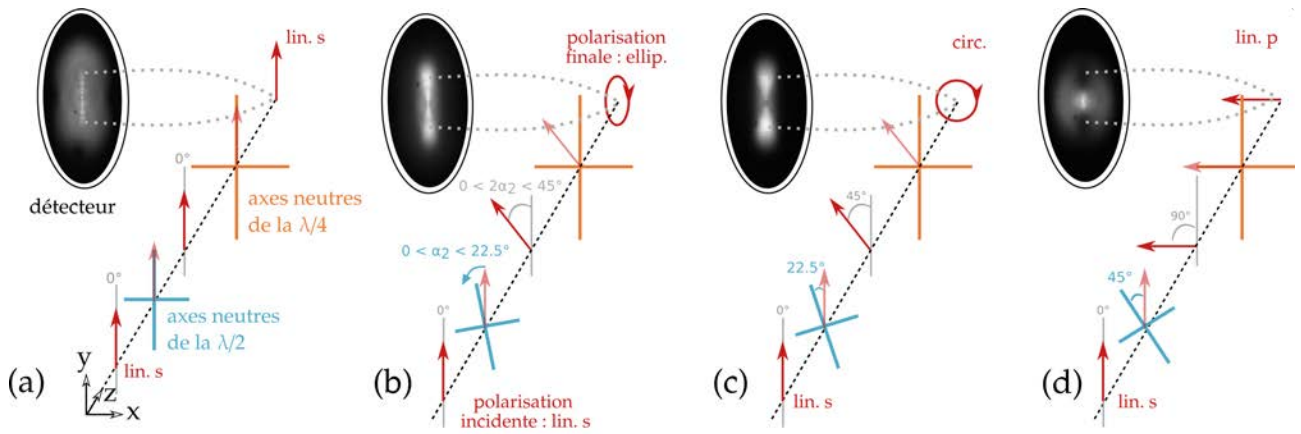 lin. s
0°
axes neutres
de la λ/4
détecteur
0°
axes neutres
de la λ/2
lin. s
(a)
y
z
x
polarisation
finale : ellip.
0 < 2α2 < 45°
0 < α2 < 22.5°
0°
(b)
polarisation
incidente : lin. s
circ.
45°
22.5°
0°
(c)
lin. s
lin. p
90°
45°
0°
(d)
lin. s